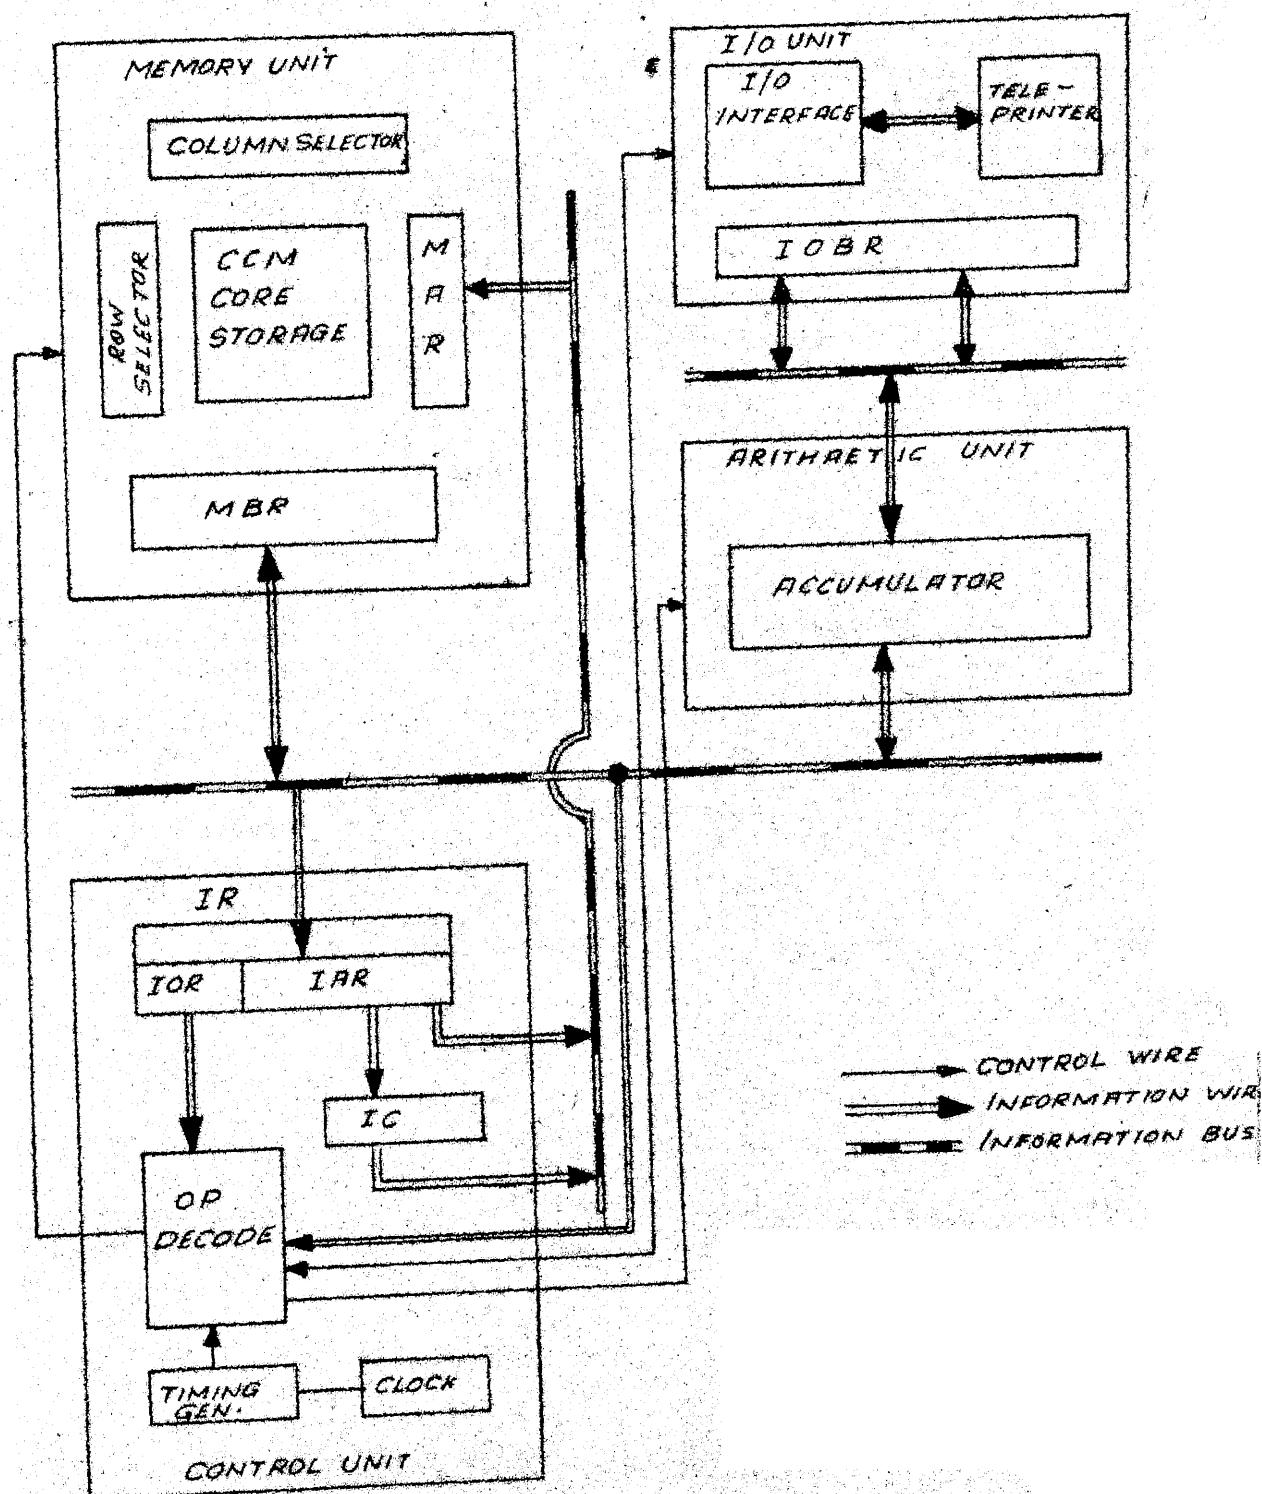 MEMORY UNIT
COLUMN SELECTOR
ROW
SELECTOR
CCM
CORE
STORAGE
M
A
R
MBR
E
I/O UNIT
I/O
INTERFACE
TELE-
PRINTER
IOBR
ARITHAETIC UNIT
ACCUMULATOR
IR
IOR
IAR
IC
OP
DECODE
TIMING
GEN.
CLOCK
CONTROL UNIT
CONTROL WIRE
INFORMATION WIR
INFORMATION BUS